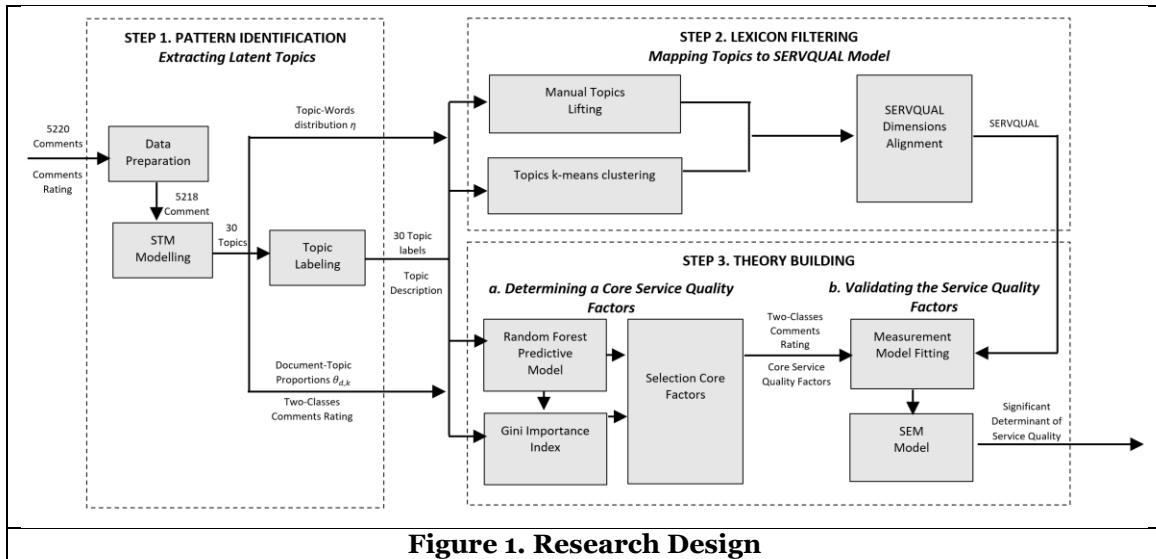 STEP 1. PATTERN IDENTIFICATION
Extracting Latent Topics
5220
Comments
Comments
Rating
Data
Preparation
5218
Comment
STM
Modelling
30
Topics
Topic-Words
distribution η
Topic
Labeling
30 Topic
labels
Topic
Description
Document-Topic
Proportions θd,k
Two-Classes
Comments Rating
STEP 2. LEXICON FILTERING
Mapping Topics to SERVQUAL Model
Manual Topics
Lifting
Topics k-means clustering
SERVQUAL
Dimensions
Alignment
SERVQUAL
STEP 3. THEORY BUILDING
a. Determining a Core Service Quality
Factors
Random Forest
Predictive
Model
Gini Importance
Index
Selection Core
Factors
Two-Classes
Comments
Rating
Core Service
Quality Factors
b. Validating the Service Quality
Factors
Measurement
Model Fitting
SEM
Model
Significant
Determinant of
Service Quality
Figure 1. Research Design